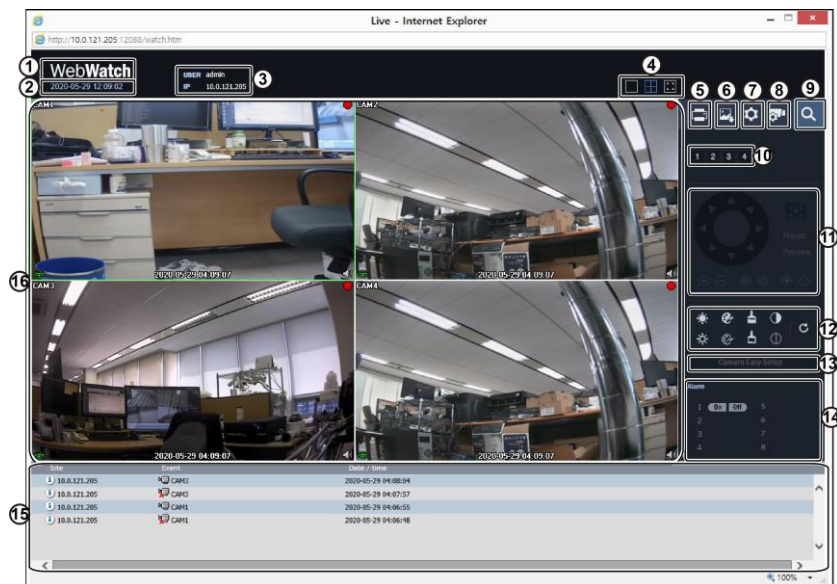 Live - Internet Explorer
http://10.0.121.205:12088/watch.htm
1 WebWatch
2 2020-05-29 12:09:02
USER admin
IP 10.0.121.205
3
4
5 6 7 8 9
CAM1
CAM2
1 2 3 4
10
Preset
Preview
11
2020-05-29 04:09:07
2020-05-29 04:09:07
16
CAM3
CAM4
12
Camera Easy Setup
13
Alarm
1 On Off 5
2 6
3 7
4 8
14
2020-05-29 04:09:07
2020-05-29 04:09:07
Site Event Date / time
10.0.121.205 CAM3 2020-05-29 04:08:04
10.0.121.205 CAM3 2020-05-29 04:07:57
15
10.0.121.205 CAM1 2020-05-29 04:06:55
10.0.121.205 CAM1 2020-05-29 04:06:48
100%